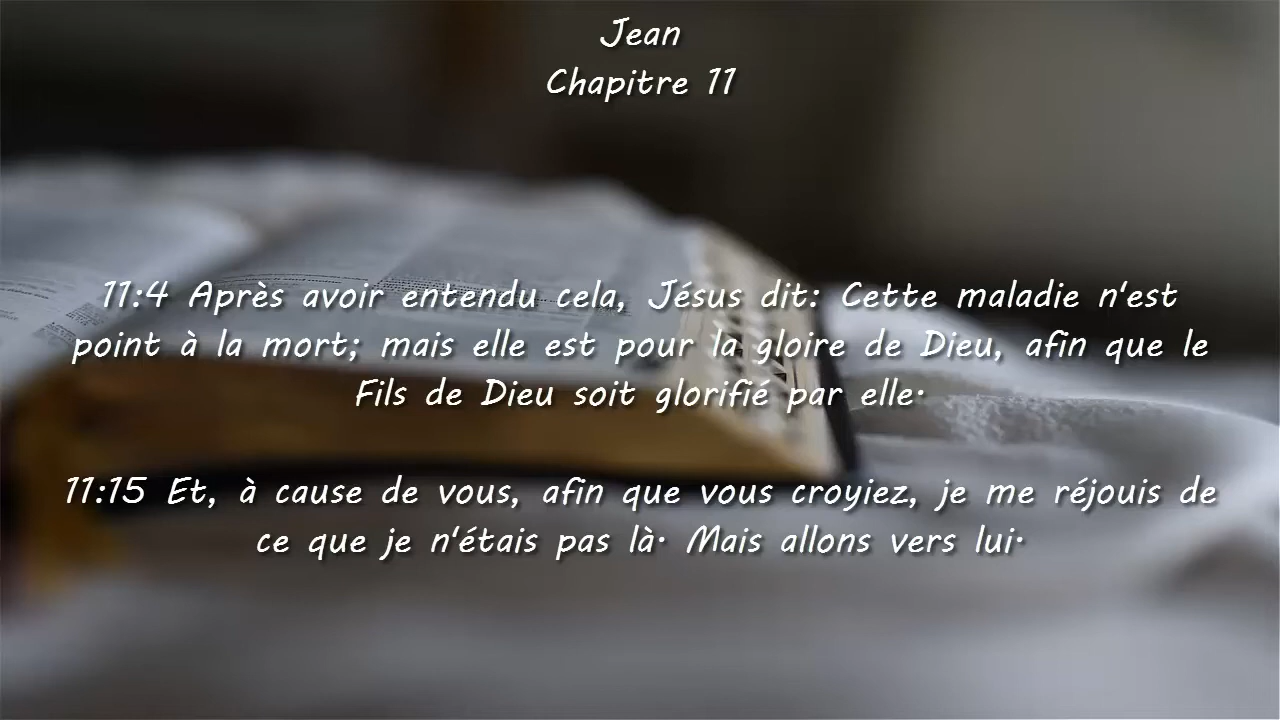 Jean
Chapitre 11
11:4 Après avoir entendu cela, Jésus dit: Cette maladie n'est
point à la mort; mais elle est pour la gloire de Dieu, afin que le
Fils de Dieu soit glorifié par elle.
11:15 Et, à cause de vous, afin que vous croyiez, je me réjouis de
ce que je n'étais pas là. Mais allons vers lui.